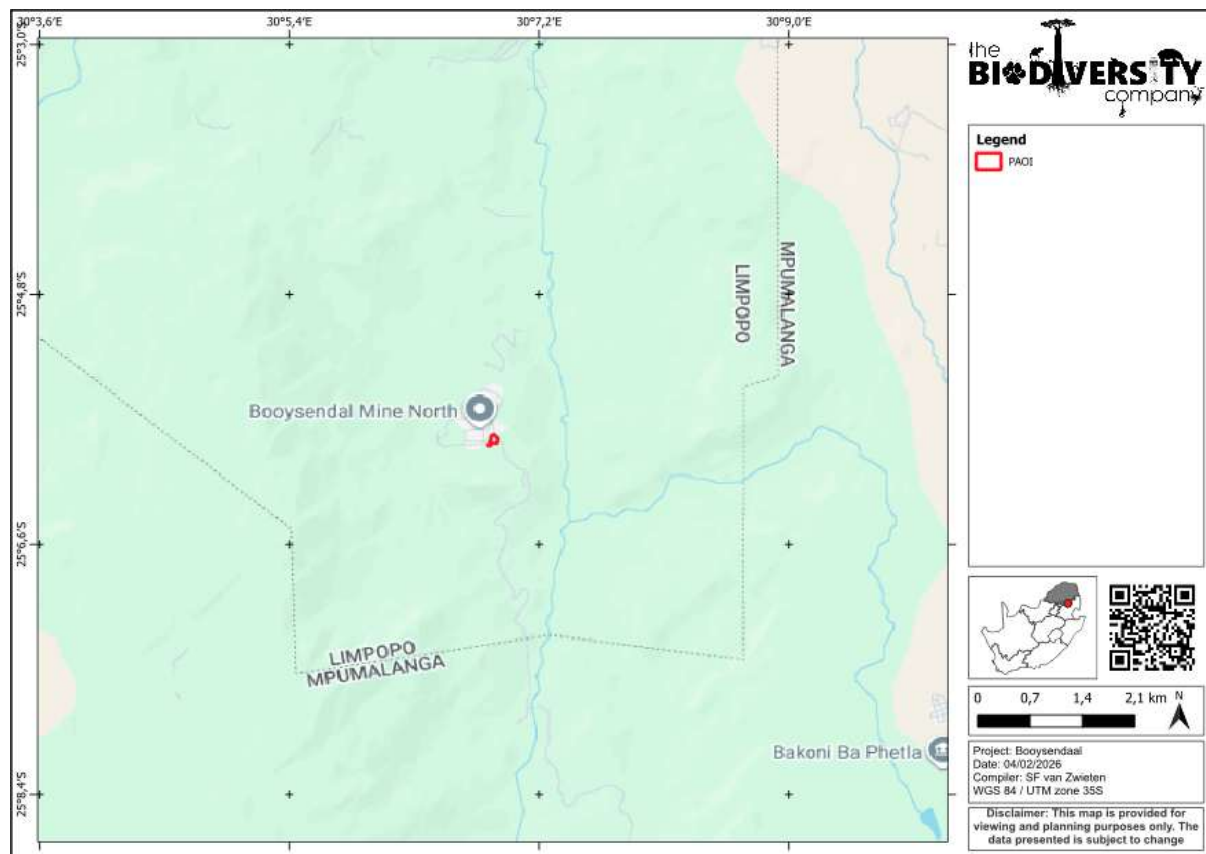 30°3,6'E
30°5,4'E
30°7,2'E
30°9,0'E
25°3,0'S
25°4,8'S
25°6,6'S
25°8,4'S
LIMPOPO
MPUMALANGA
Booysendal Mine North
LIMPOPO
MPUMALANGA
Bakoni Ba Phetla
the
BIODIVERSITY
company
Legend
PAOI
0 0,7 1,4 2,1 km
N
Project: Booysendaal
Date: 04/02/2026
Compiler: SF van Zwieten
WGS 84 / UTM zone 35S
Disclaimer: This map is provided for
viewing and planning purposes only. The
data presented is subject to change